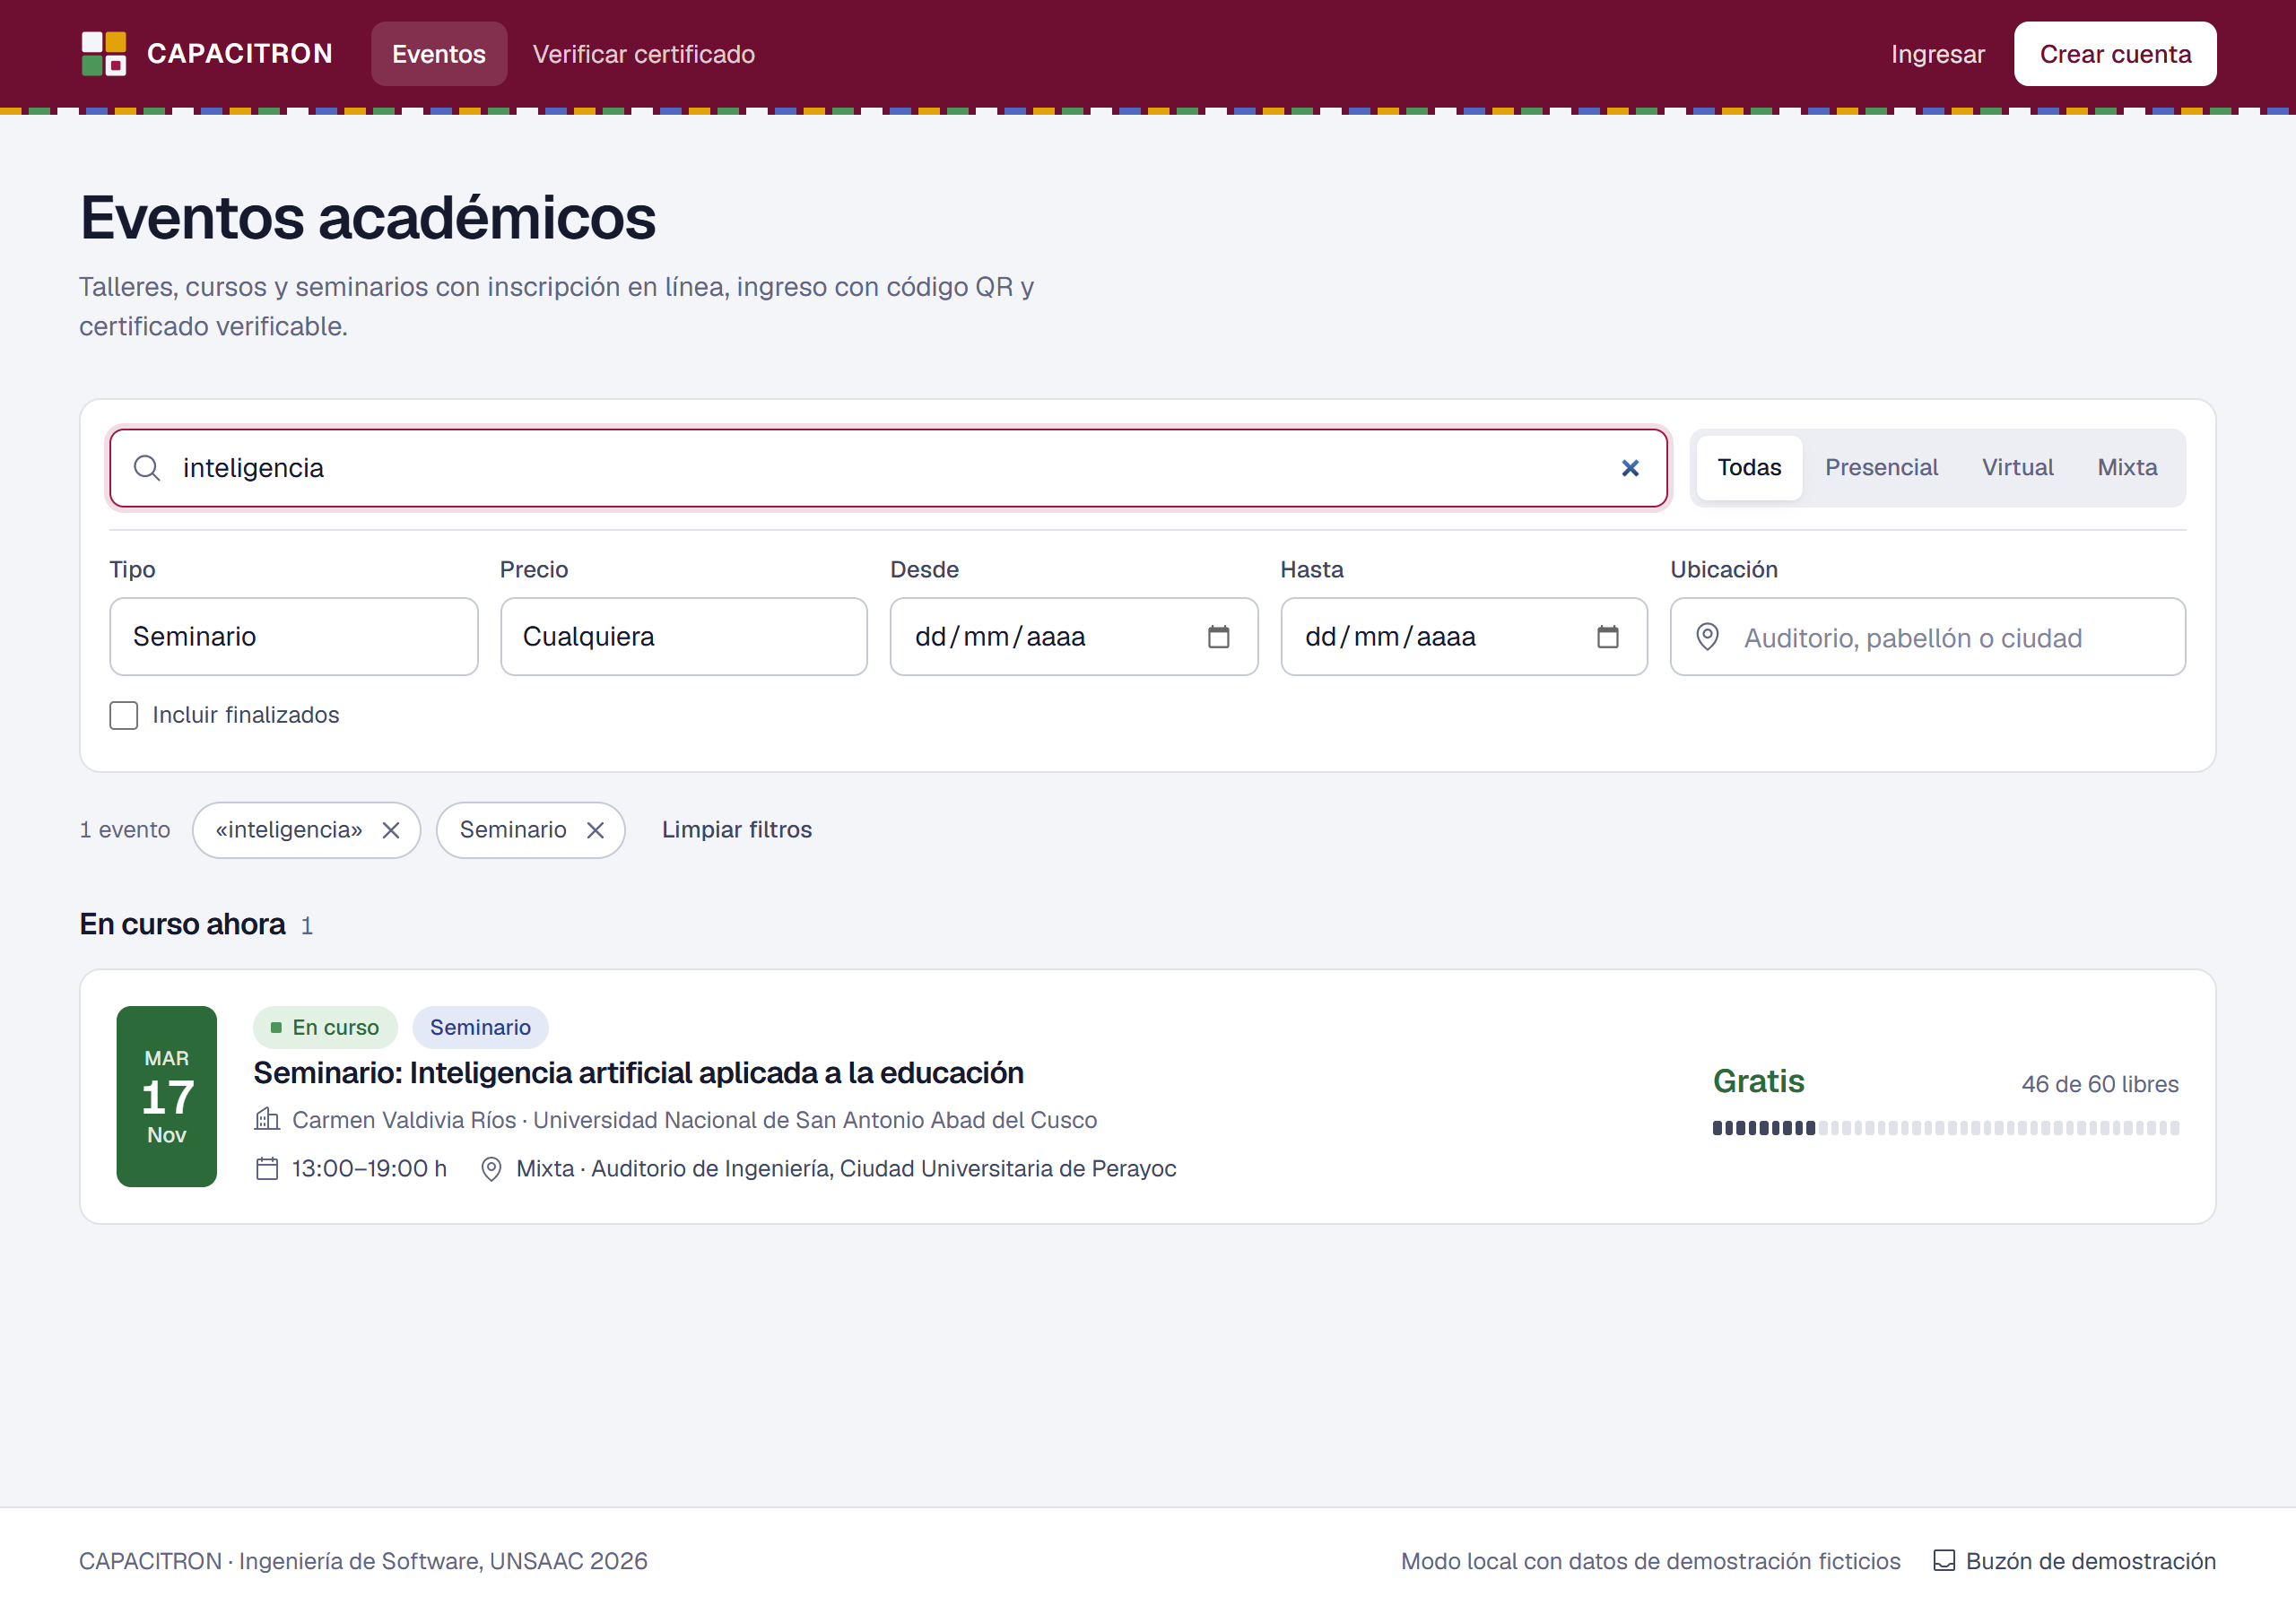 CAPACITRON
Eventos
Verificar certificado
Ingresar
Crear cuenta
Eventos académicos
Talleres, cursos y seminarios con inscripción en línea, ingreso con código QR y
certificado verificable.
inteligencia
Todas
Presencial
Virtual
Mixta
Tipo
Precio
Desde
Hasta
Ubicación
Seminario
Cualquiera
dd/mm/aaaa
dd/mm/aaaa
Auditorio, pabellón o ciudad
Incluir finalizados
1 evento
«inteligencia»
Seminario
Limpiar filtros
En curso ahora 1
MAR
17
Nov
En curso
Seminario
Seminario: Inteligencia artificial aplicada a la educación
Carmen Valdivia Ríos · Universidad Nacional de San Antonio Abad del Cusco
13:00–19:00 h
Mixta · Auditorio de Ingeniería, Ciudad Universitaria de Perayoc
Gratis
46 de 60 libres
CAPACITRON · Ingeniería de Software, UNSAAC 2026
Modo local con datos de demostración ficticios
Buzón de demostración